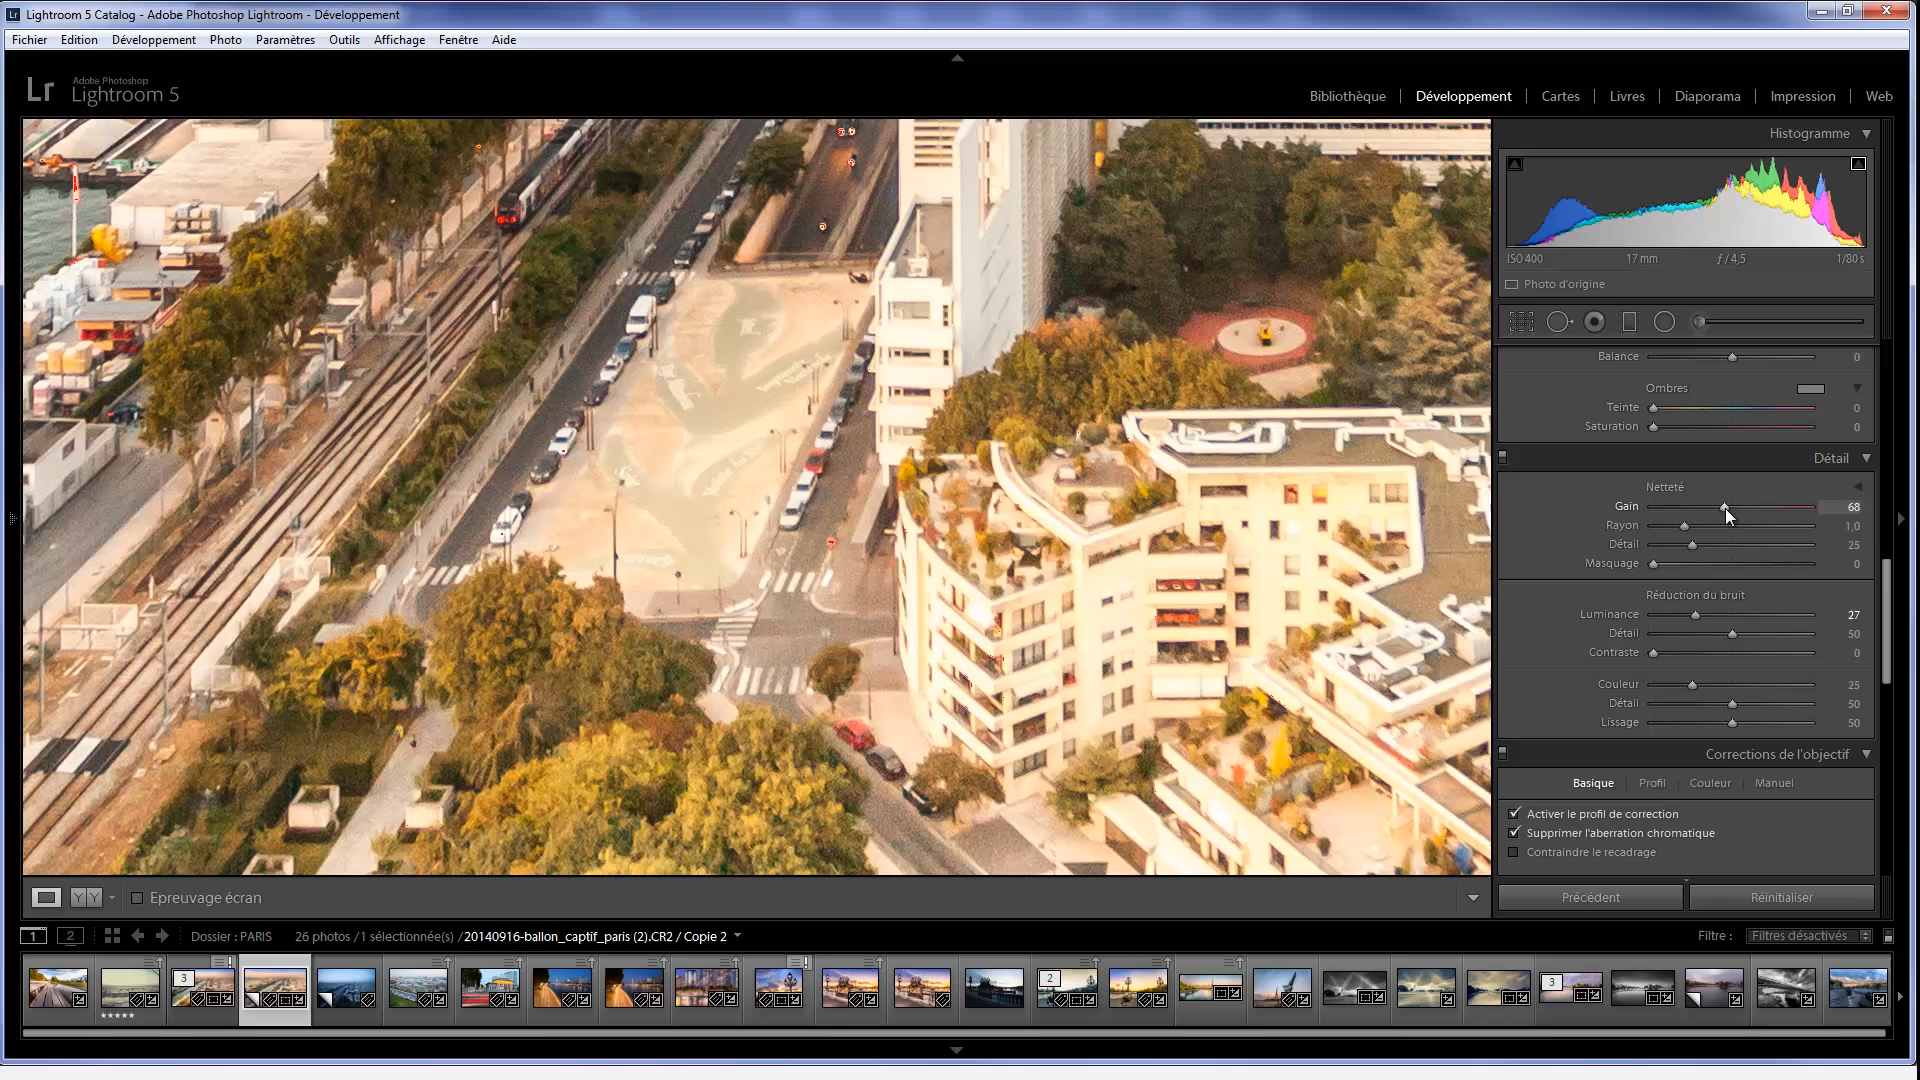 Lightroom 5 Catalog - Adobe Photoshop Lightroom - Développement
Fichier Edition Développement Photo Paramètres Outils Affichage Fenêtre Aide
Lr Adobe Photoshop
Lightroom 5
Bibliothèque Développement Cartes Livres Diaporama Impression Web
Histogramme
ISO 400 17 mm ƒ / 4,5 1/80 s
Photo d'origine
Balance 0
Ombres
Teinte 0
Saturation 0
Détail
Netteté
Gain 68
Rayon 1,0
Détail 25
Masquage 0
Réduction du bruit
Luminance 27
Détail 50
Contraste 0
Couleur 25
Détail 50
Lissage 50
Corrections de l'objectif
Basique Profil Couleur Manuel
Activer le profil de correction
Supprimer l'aberration chromatique
Contraindre le recadrage
Précédent Réinitialiser
YY Epreuvage écran
1 2 Dossier : PARIS 26 photos /1 sélectionnée(s) /20140916-ballon_captif_paris (2).CR2 / Copie 2 Filtre : Filtres désactivés
3 2 3
★★★★★